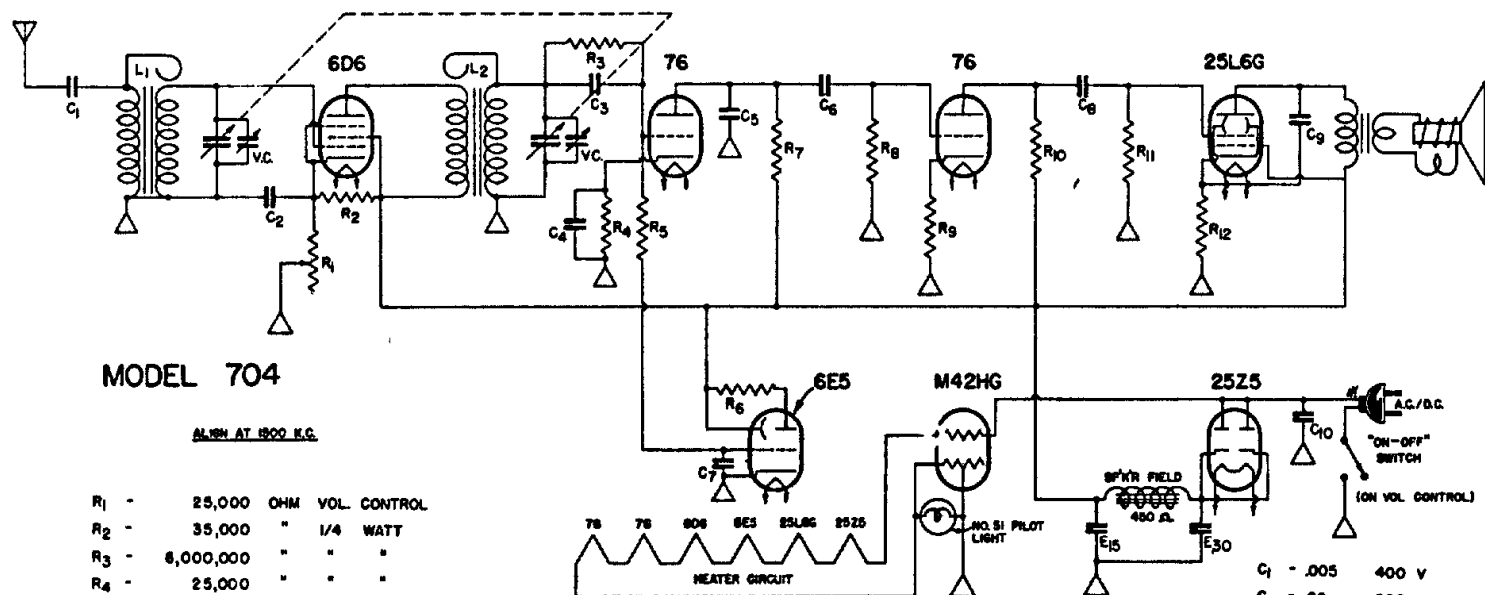 L1
L2
6D6
R3
76
76
25L6G
C1
V.C.
C3
V.C.
C5
C6
C8
C9
R7
R8
R10
R11
C2
R2
R1
C4
R4
R5
R9
R12
MODEL 704
6E5
M42HG
25Z5
R6
A.C./D.C.
C10
"ON-OFF"
SWITCH
ALIGN AT 1500 K.C.
C7
SP'K'R FIELD
(ON VOL. CONTROL)
450 Ω
R1 - 25,000 OHM VOL. CONTROL
R2 - 35,000 " 1/4 WATT
R3 - 6,000,000 " " "
R4 - 25,000 " " "
76 76 6D6 6E5 25L6G 25Z5
NO. 51 PILOT
LIGHT
E15
E30
HEATER CIRCUIT
C1 - .005 400 V